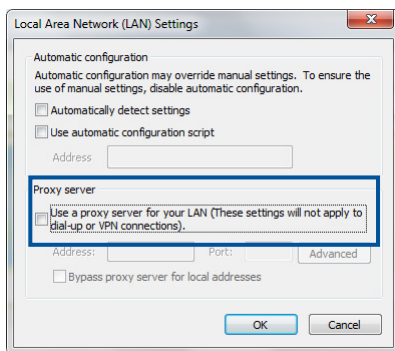 Local Area Network (LAN) Settings
Automatic configuration
Automatic configuration may override manual settings. To ensure the
use of manual settings, disable automatic configuration.
Automatically detect settings
Use automatic configuration script
Address
Proxy server
Use a proxy server for your LAN (These settings will not apply to
dial-up or VPN connections).
Address: Port: Advanced
Bypass proxy server for local addresses
OK Cancel